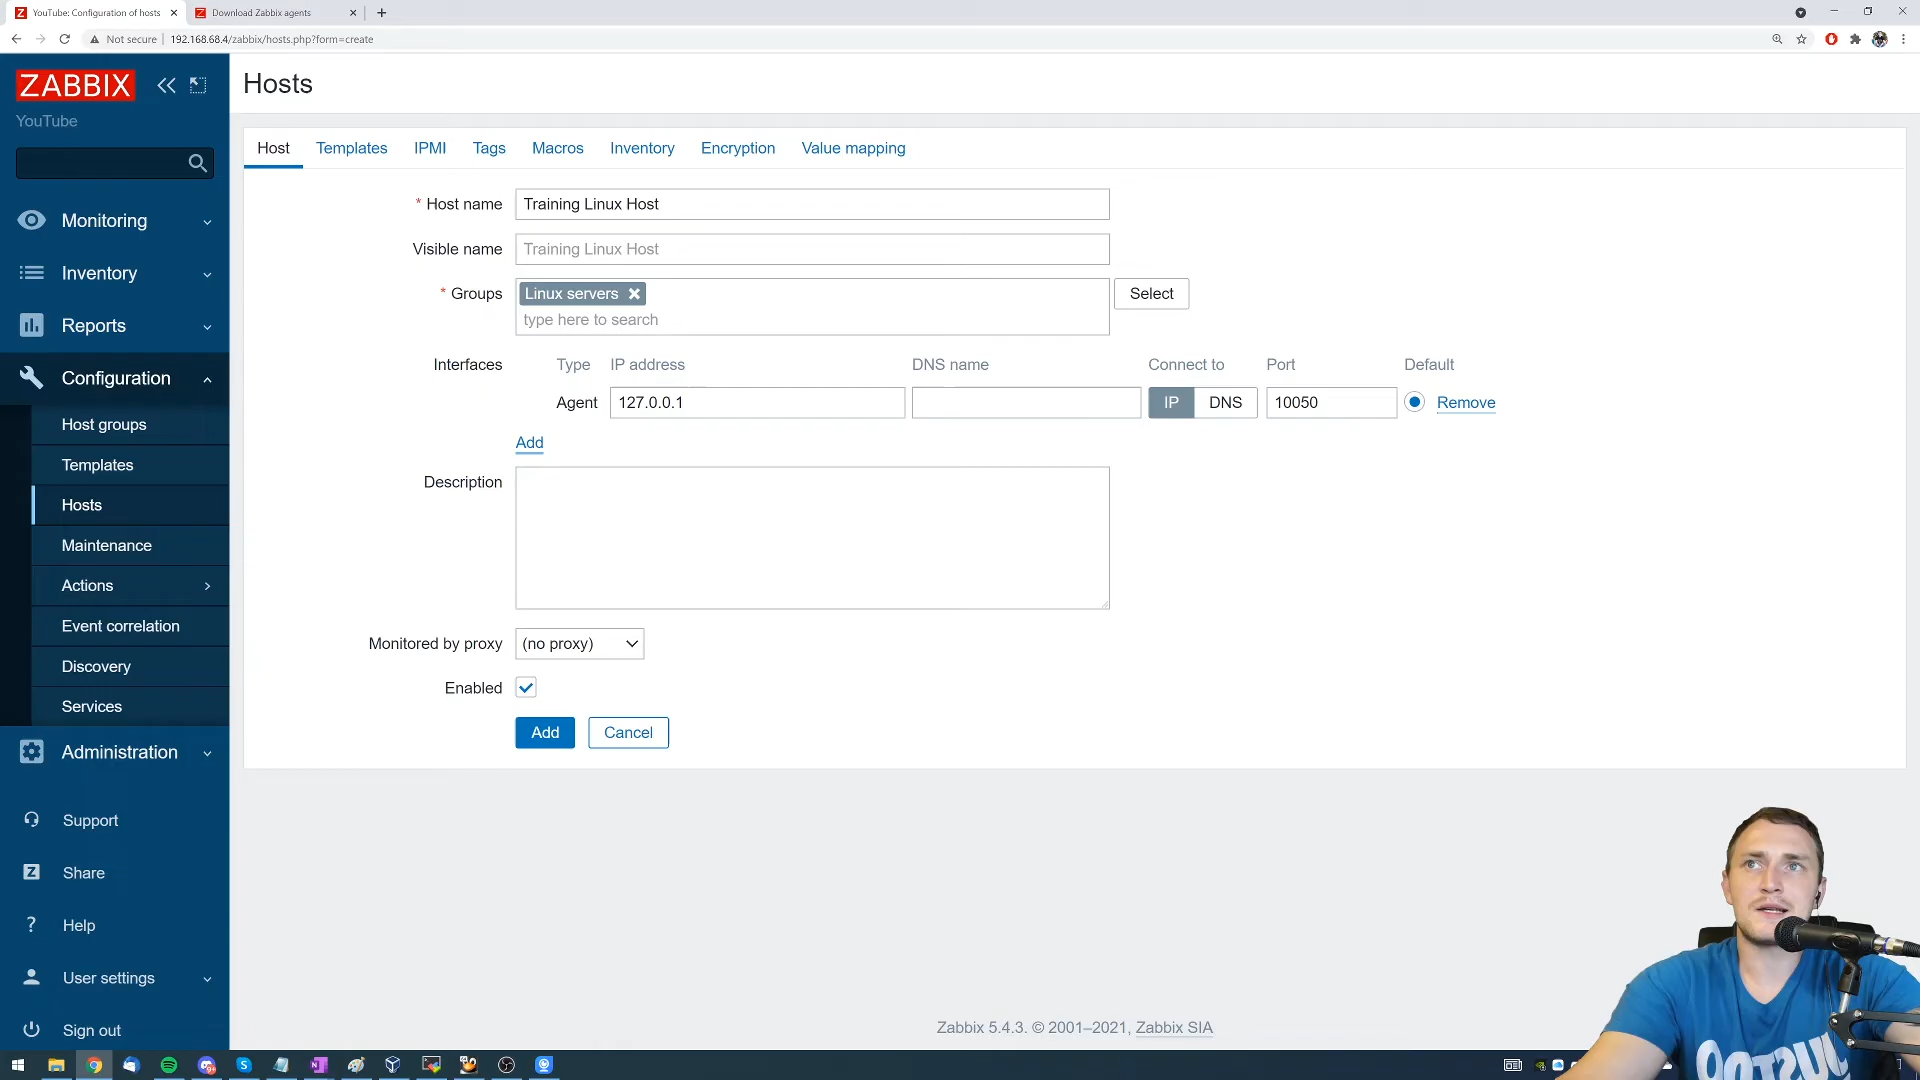 YouTube: Configuration of hosts
Download Zabbix agents
Not secure
192.168.68.4/zabbix/hosts.php?form=create
ZABBIX
YouTube
Monitoring
Inventory
Reports
Configuration
Host groups
Templates
Hosts
Maintenance
Actions
Event correlation
Discovery
Services
Administration
Support
Share
Help
User settings
Sign out
Hosts
Host Templates IPMI Tags Macros Inventory Encryption Value mapping
* Host name Training Linux Host
Visible name Training Linux Host
* Groups Linux servers Select
type here to search
Interfaces Type IP address DNS name Connect to Port Default
Agent 127.0.0.1 IP DNS 10050 Remove
Add
Description
Monitored by proxy (no proxy)
Enabled
Add Cancel
Zabbix 5.4.3. © 2001–2021, Zabbix SIA